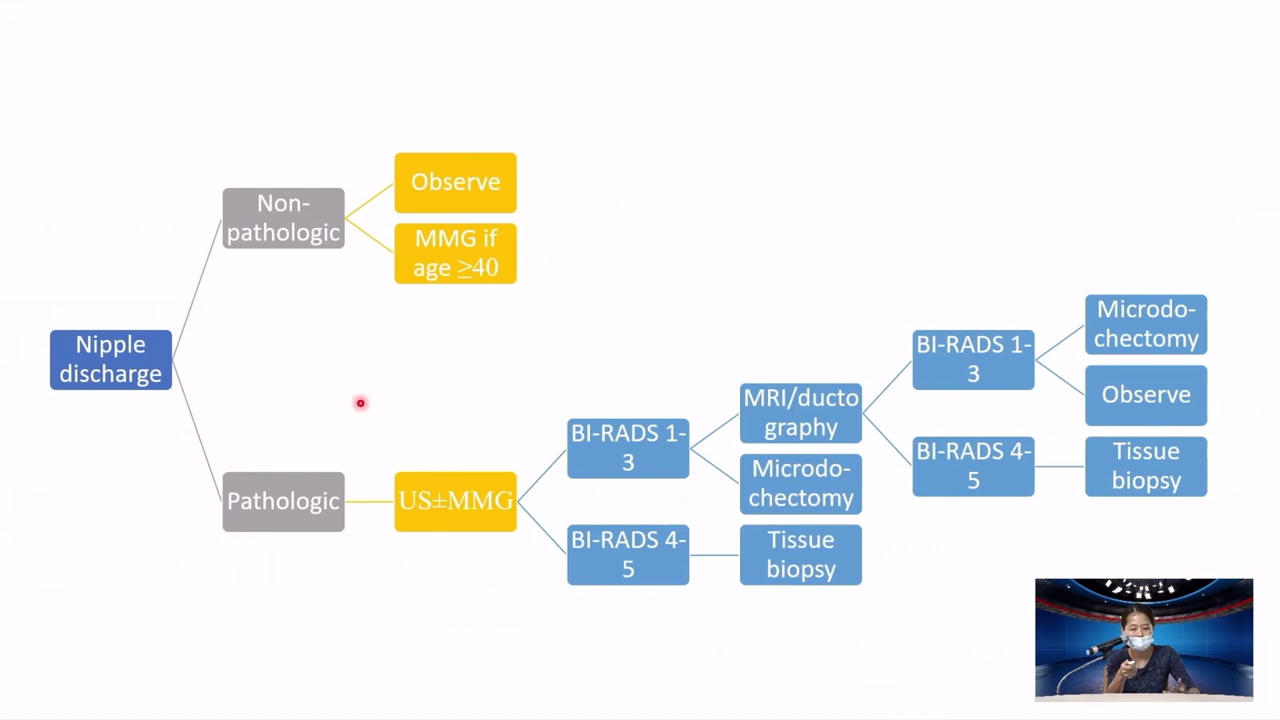 Nipple
discharge
Non-
pathologic
Observe
MMG if
age ≥40
Pathologic
US±MMG
BI-RADS 1-
3
MRI/ducto
graphy
BI-RADS 1-
3
Microdo-
chectomy
Observe
BI-RADS 4-
5
Tissue
biopsy
Microdo-
chectomy
BI-RADS 4-
5
Tissue
biopsy